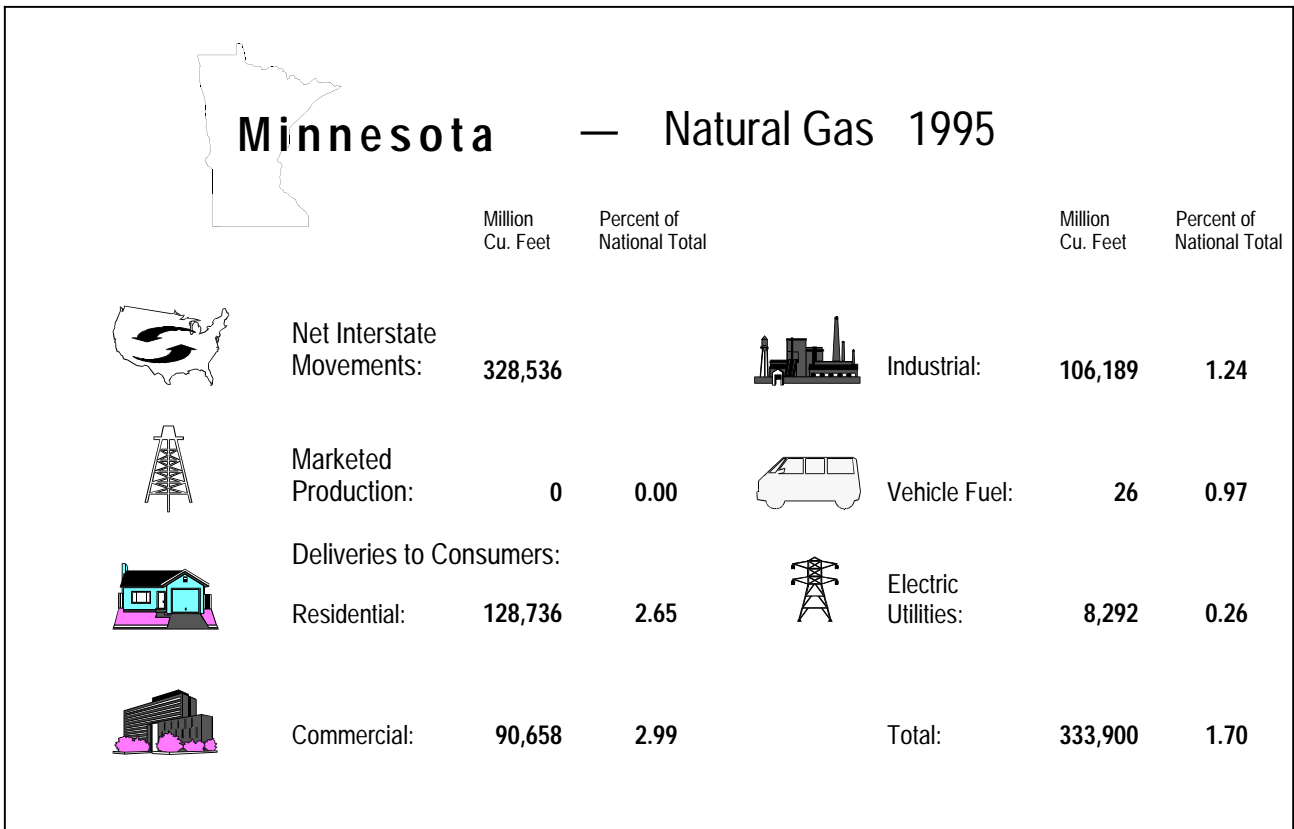 Minnesota — Natural Gas 1995
Million Cu. Feet
Percent of National Total
Million Cu. Feet
Percent of National Total
Net Interstate
Movements: 328,536
Marketed
Production: 0 0.00
Deliveries to Consumers:
Residential: 128,736 2.65
Commercial: 90,658 2.99
Industrial: 106,189 1.24
Vehicle Fuel: 26 0.97
Electric
Utilities: 8,292 0.26
Total: 333,900 1.70